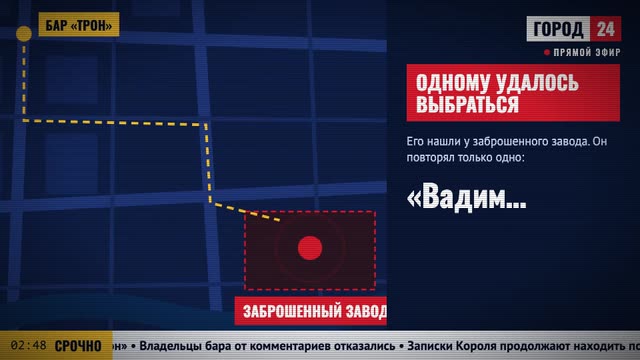 БАР «ТРОН»
ГОРОД 24
ПРЯМОЙ ЭФИР
ОДНОМУ УДАЛОСЬ
ВЫБРАТЬСЯ
Его нашли у заброшенного завода. Он
повторял только одно:
«Вадим...
ЗАБРОШЕННЫЙ ЗАВОД
02:48 СРОЧНО он» • Владельцы бара от комментариев отказались • Записки Короля продолжают находить по